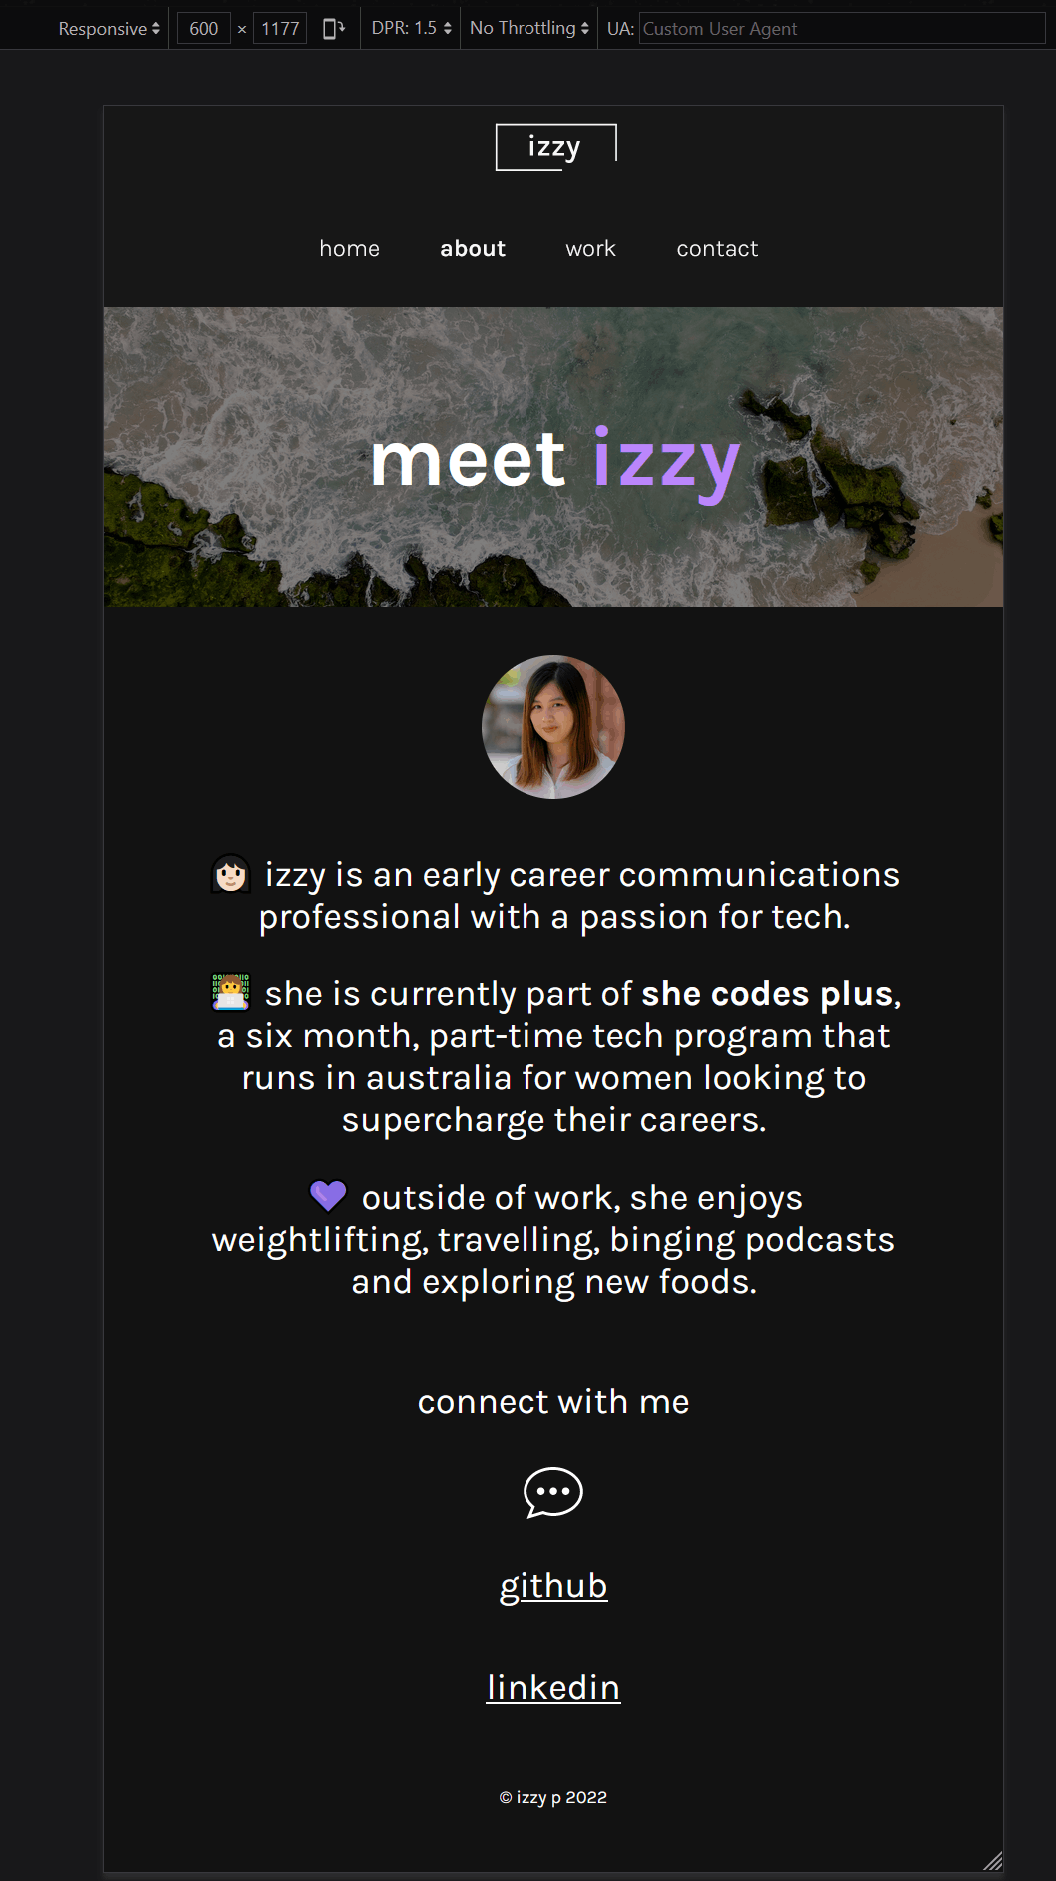 Responsive 600 × 1177 DPR: 1.5 No Throttling UA: Custom User Agent
izzy
home about work contact
meet izzy
izzy is an early career communications
professional with a passion for tech.
she is currently part of she codes plus,
a six month, part-time tech program that
runs in australia for women looking to
supercharge their careers.
outside of work, she enjoys
weightlifting, travelling, binging podcasts
and exploring new foods.
connect with me
github
linkedin
© izzy p 2022